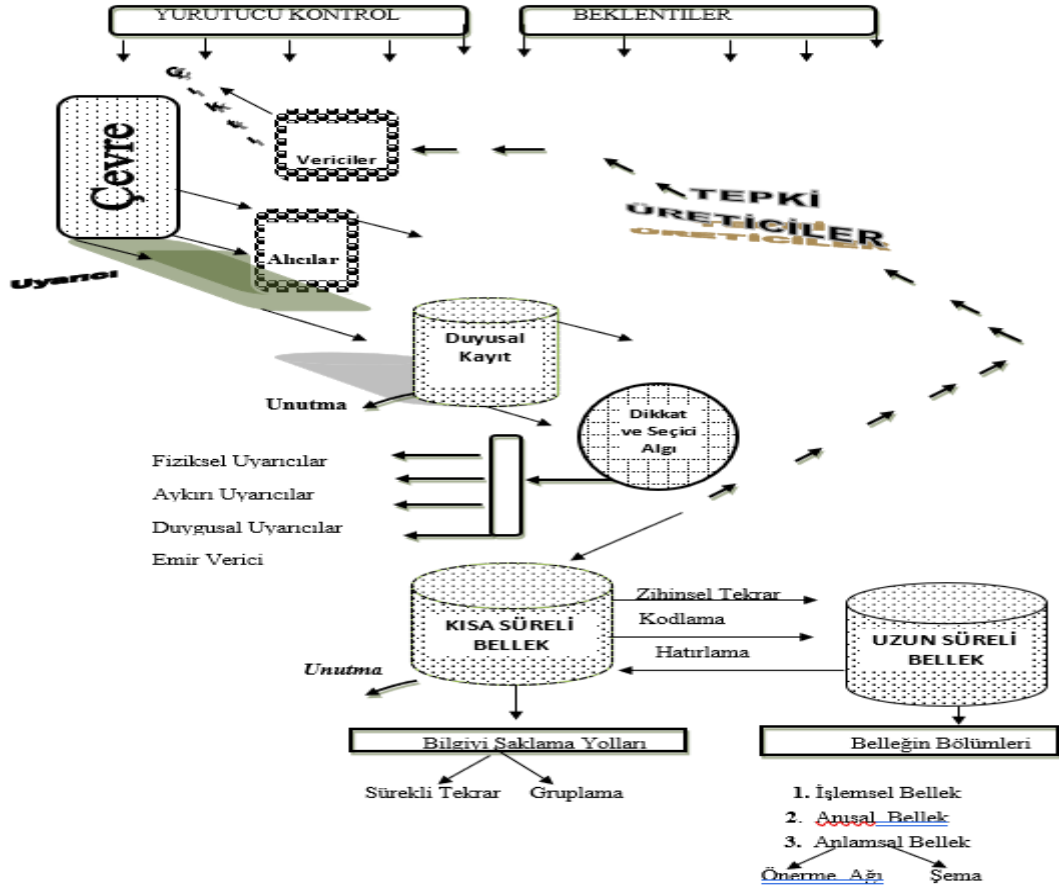 YURUTUCU KONTROL
BEKLENTILER
Çevre
Vericiler
TEPKİ
ÜRETİCİLER
Alıcılar
Uyarıcı
Duyusal
Kayıt
Unutma
Dikkat
ve Seçici
Algı
Fiziksel Uyarıcılar
Aykırı Uyarıcılar
Duygusal Uyarıcılar
Emir Verici
KISA SÜRELİ
BELLEK
Zihinsel Tekrar
Kodlama
Hatırlama
UZUN SÜRELİ
BELLEK
Unutma
Bilgiyi Saklama Yolları
Belleğin Bölümleri
Sürekli Tekrar
Gruplama
1. İşlemsel Bellek
2. Anısal Bellek
3. Anlamsal Bellek
Önerme Ağı
Şema